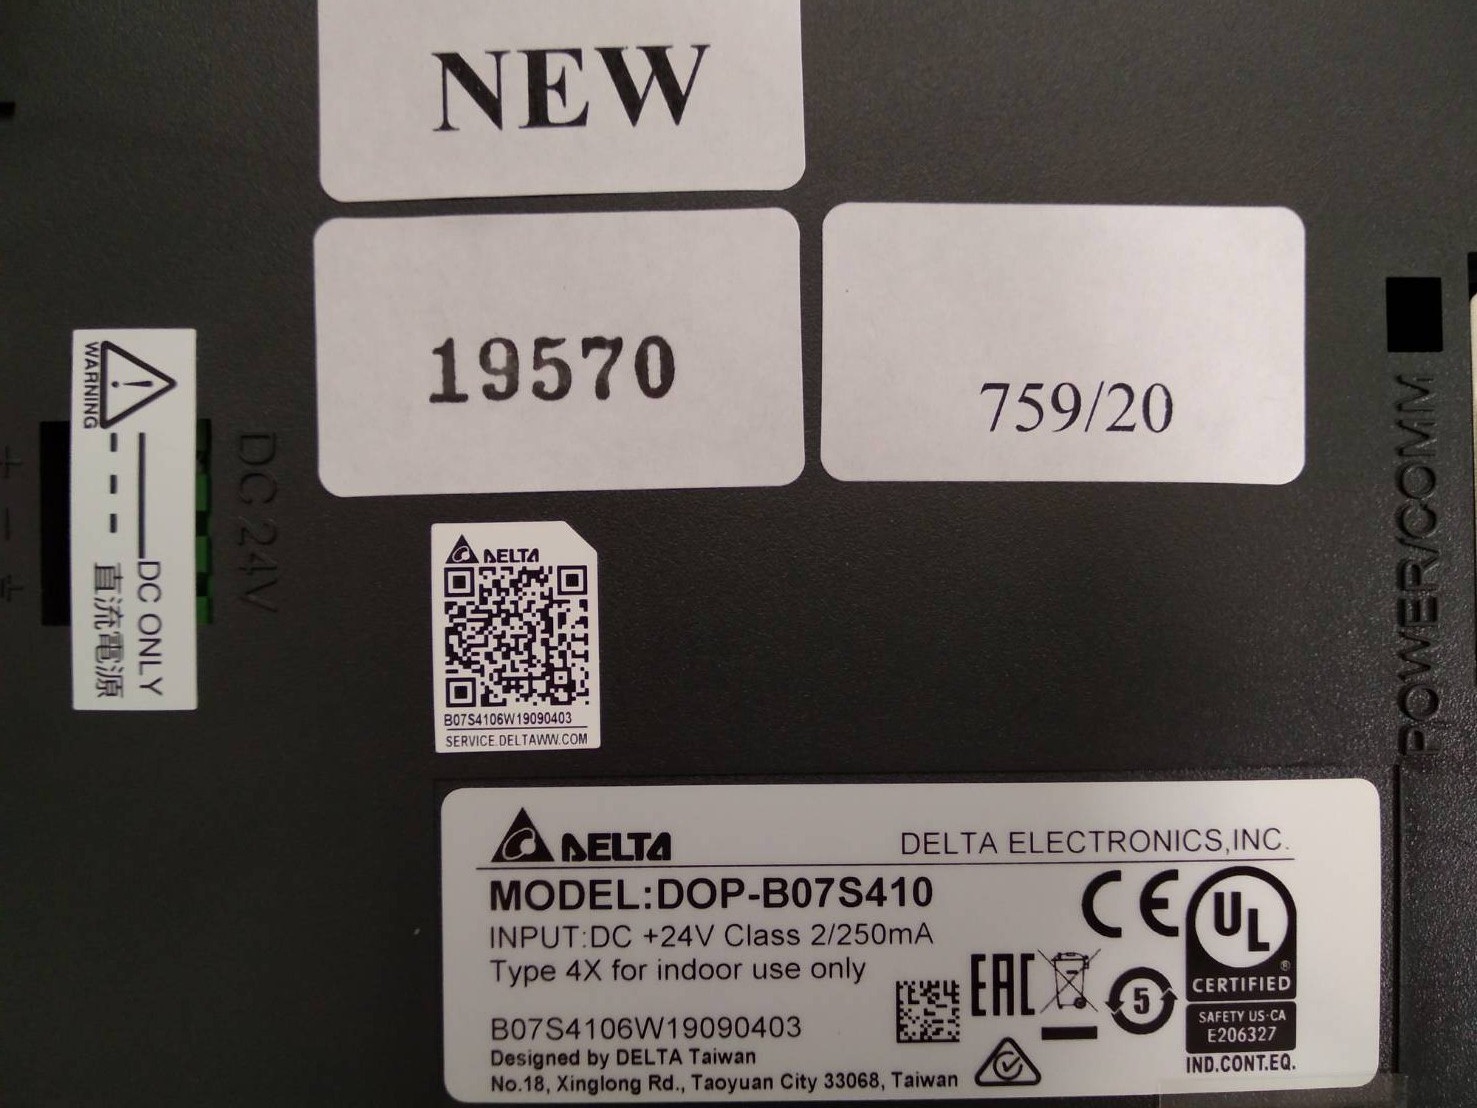 NEW
19570
759/20
WARNING
DC ONLY
直流電源
DC 24V
POWER/COMM
DELTA
B07S4106W19090403
SERVICE.DELTAWW.COM
DELTA
DELTA ELECTRONICS,INC.
MODEL:DOP-B07S410
INPUT:DC +24V Class 2/250mA
Type 4X for indoor use only
B07S4106W19090403
Designed by DELTA Taiwan
No.18, Xinglong Rd., Taoyuan City 33068, Taiwan
CE
EAC
5
UL
®
CERTIFIED
SAFETY US-CA
E206327
IND.CONT.EQ.